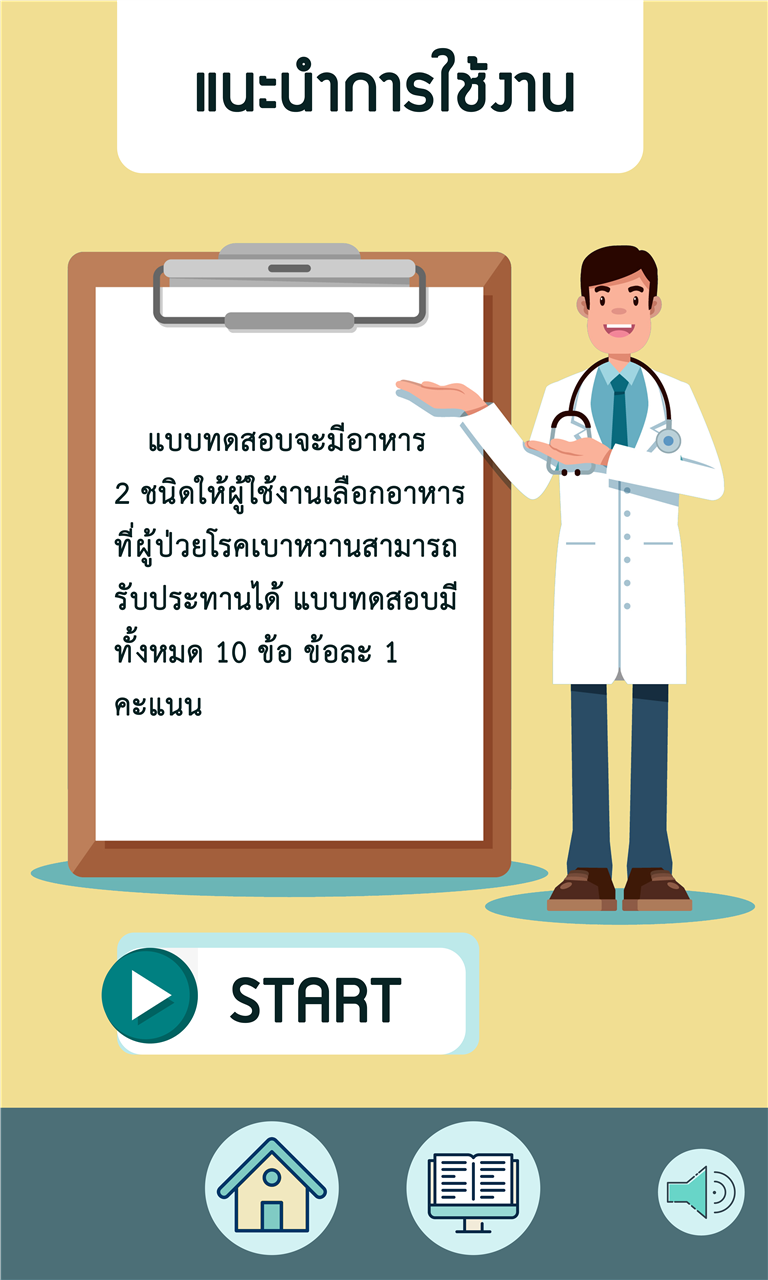 แนะนำการใช้งาน
แบบทดสอบจะมีอาหาร
2 ชนิดให้ผู้ใช้งานเลือกอาหาร
ที่ผู้ป่วยโรคเบาหวานสามารถ
รับประทานได้ แบบทดสอบมี
ทั้งหมด 10 ข้อ ข้อละ 1
คะแนน
START